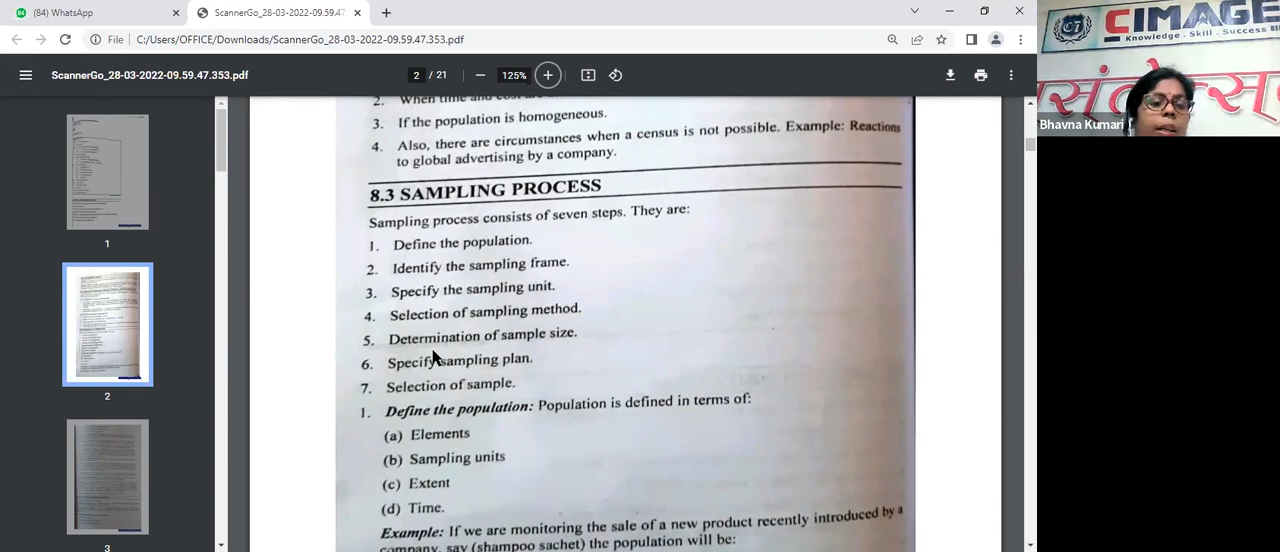 (84) WhatsApp
ScannerGo_28-03-2022-09.59.47
File
C:/Users/OFFICE/Downloads/ScannerGo_28-03-2022-09.59.47.353.pdf
ScannerGo_28-03-2022-09.59.47.353.pdf
2 / 21
125%
1
2
3
2. When time and cost are
3. If the population is homogeneous.
4. Also, there are circumstances when a census is not possible. Example: Reactions
to global advertising by a company.
8.3 SAMPLING PROCESS
Sampling process consists of seven steps. They are:
1. Define the population.
2. Identify the sampling frame.
3. Specify the sampling unit.
4. Selection of sampling method.
5. Determination of sample size.
6. Specify sampling plan.
7. Selection of sample.
1. Define the population: Population is defined in terms of:
(a) Elements
(b) Sampling units
(c) Extent
(d) Time.
Example: If we are monitoring the sale of a new product recently introduced by a
company, say (shampoo sachet) the population will be:
CIMAGE
Knowledge . Skill . Success
Bhavna Kumari